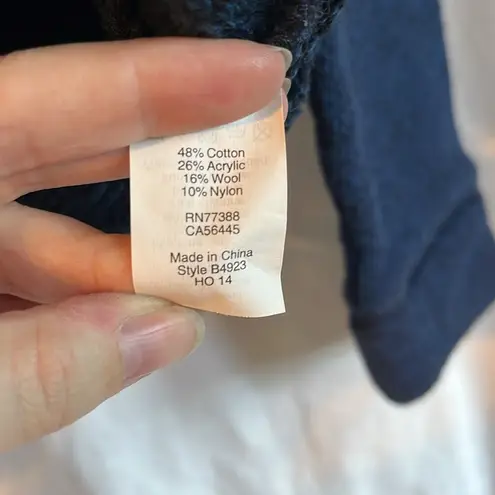 48% Cotton
26% Acrylic
16% Wool
10% Nylon
RN77388
CA56445
Made in China
Style B4923
HO 14